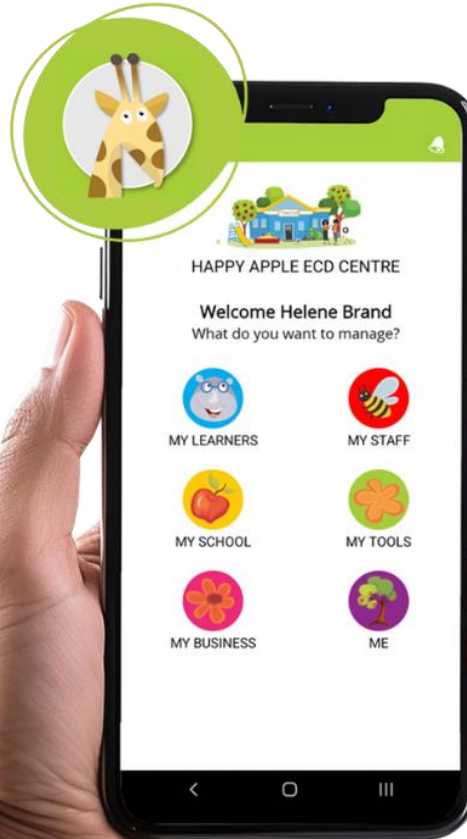 HAPPY APPLE ECD CENTRE
Welcome Helene Brand
What do you want to manage?
MY LEARNERS
MY STAFF
MY SCHOOL
MY TOOLS
MY BUSINESS
ME